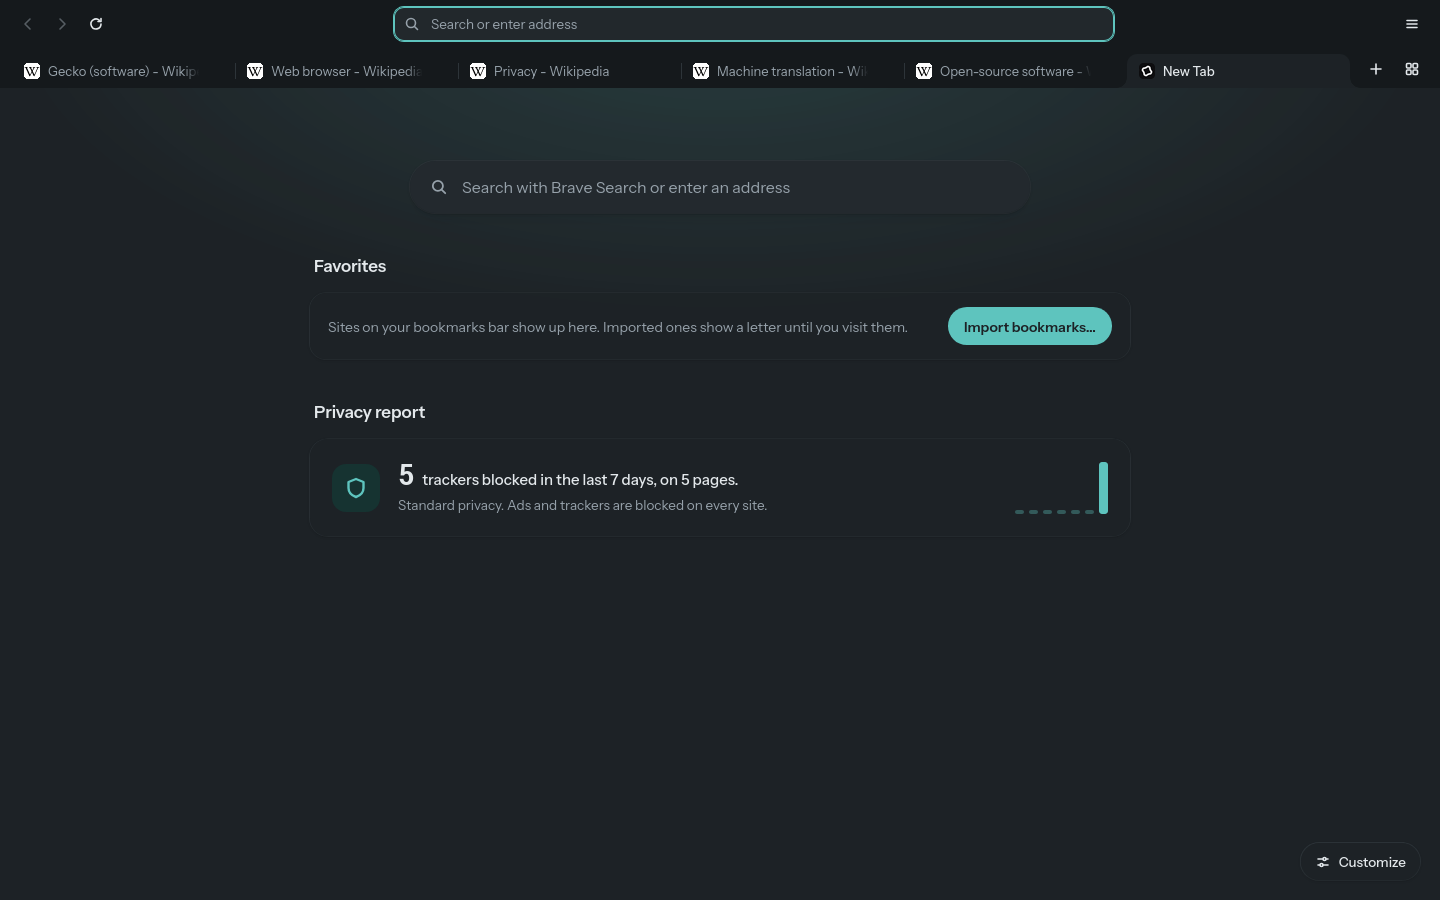 Search or enter address
Gecko (software) - Wikip
Web browser - Wikipedia
Privacy - Wikipedia
Machine translation - Wi
Open-source software -
New Tab
Search with Brave Search or enter an address
Favorites
Sites on your bookmarks bar show up here. Imported ones show a letter until you visit them.
Import bookmarks...
Privacy report
5 trackers blocked in the last 7 days, on 5 pages.
Standard privacy. Ads and trackers are blocked on every site.
Customize